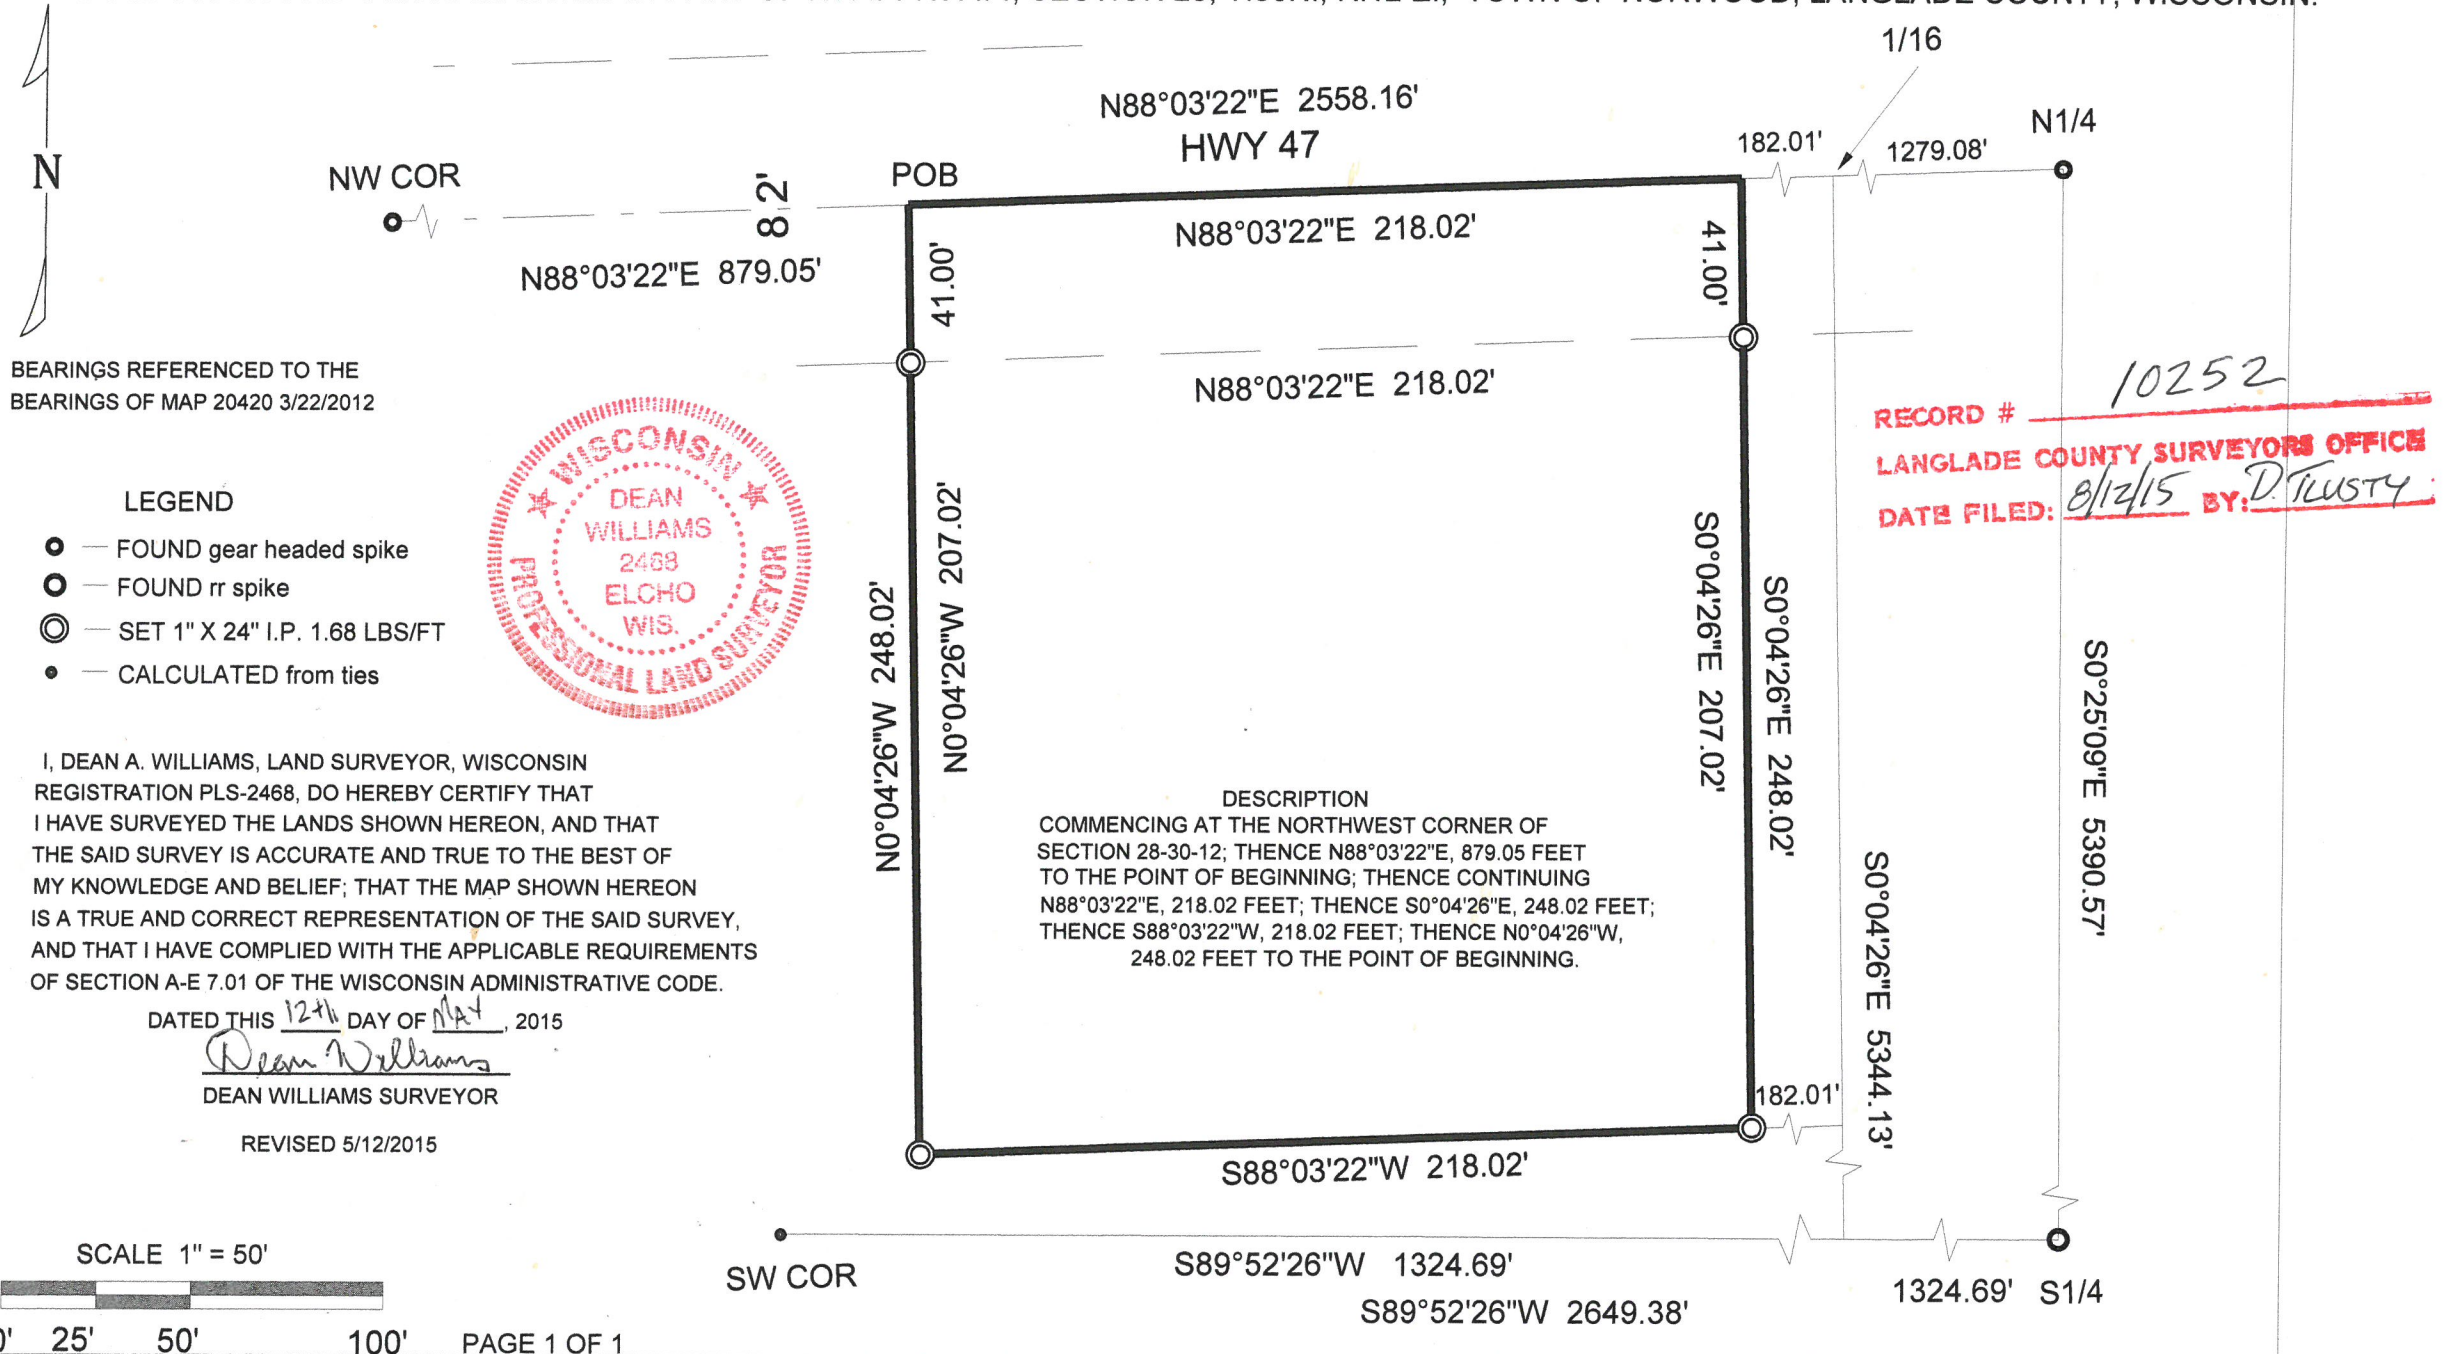 TOWN OF NORWOOD, LANGLADE COUNTY, WISCONSIN.
1/16
N88°03'22"E 2558.16'
HWY 47
182.01'
1279.08'
N1/4
N
NW COR
82'
POB
N88°03'22"E 879.05'
N88°03'22"E 218.02'
41.00'
41.00'
N88°03'22"E 218.02'
BEARINGS REFERENCED TO THE
BEARINGS OF MAP 20420 3/22/2012
RECORD # 10252
LANGLADE COUNTY SURVEYORS OFFICE
DATE FILED: 8/12/15 BY: D. TLUSTY
LEGEND
FOUND gear headed spike
FOUND rr spike
SET 1" X 24" I.P. 1.68 LBS/FT
CALCULATED from ties
WISCONSIN
DEAN
WILLIAMS
2468
ELCHO
WIS.
PROFESSIONAL LAND SURVEYOR
N0°04'26"W 248.02'
N0°04'26"W 207.02'
S0°04'26"E 207.02'
S0°04'26"E 248.02'
S0°04'26"E 5344.13'
S0°25'09"E 5390.57'
I, DEAN A. WILLIAMS, LAND SURVEYOR, WISCONSIN
REGISTRATION PLS-2468, DO HEREBY CERTIFY THAT
I HAVE SURVEYED THE LANDS SHOWN HEREON, AND THAT
THE SAID SURVEY IS ACCURATE AND TRUE TO THE BEST OF
MY KNOWLEDGE AND BELIEF; THAT THE MAP SHOWN HEREON
IS A TRUE AND CORRECT REPRESENTATION OF THE SAID SURVEY,
AND THAT I HAVE COMPLIED WITH THE APPLICABLE REQUIREMENTS
OF SECTION A-E 7.01 OF THE WISCONSIN ADMINISTRATIVE CODE.
DATED THIS 12th DAY OF MAY, 2015
Dean Williams
DEAN WILLIAMS SURVEYOR
REVISED 5/12/2015
DESCRIPTION
COMMENCING AT THE NORTHWEST CORNER OF
SECTION 28-30-12; THENCE N88°03'22"E, 879.05 FEET
TO THE POINT OF BEGINNING; THENCE CONTINUING
N88°03'22"E, 218.02 FEET; THENCE S0°04'26"E, 248.02 FEET;
THENCE S88°03'22"W, 218.02 FEET; THENCE N0°04'26"W,
248.02 FEET TO THE POINT OF BEGINNING.
182.01'
S88°03'22"W 218.02'
SW COR
S89°52'26"W 1324.69'
1324.69'
S1/4
S89°52'26"W 2649.38'
SCALE 1" = 50'
0' 25' 50' 100'
PAGE 1 OF 1